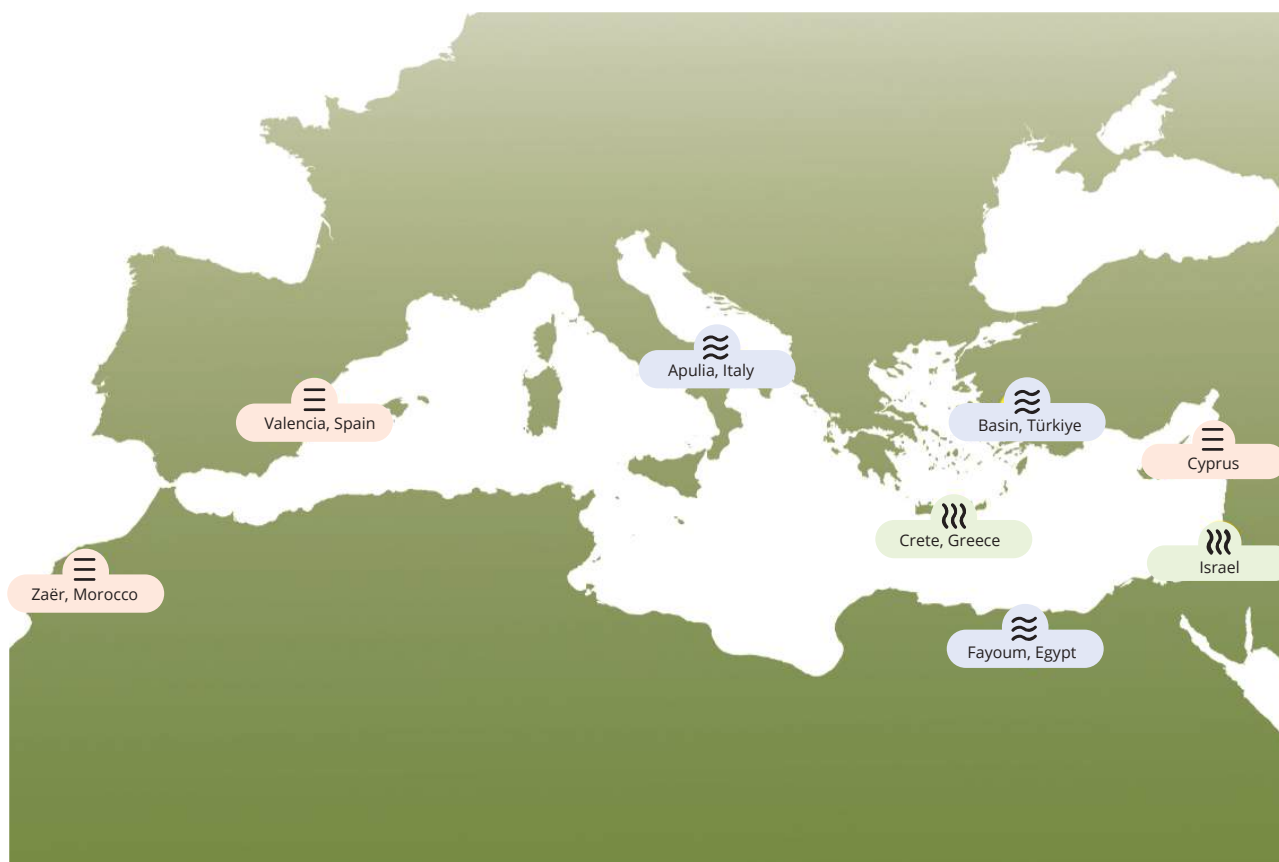 Apulia, Italy
Valencia, Spain
Basin, Türkiye
Cyprus
Crete, Greece
Israel
Zaër, Morocco
Fayoum, Egypt